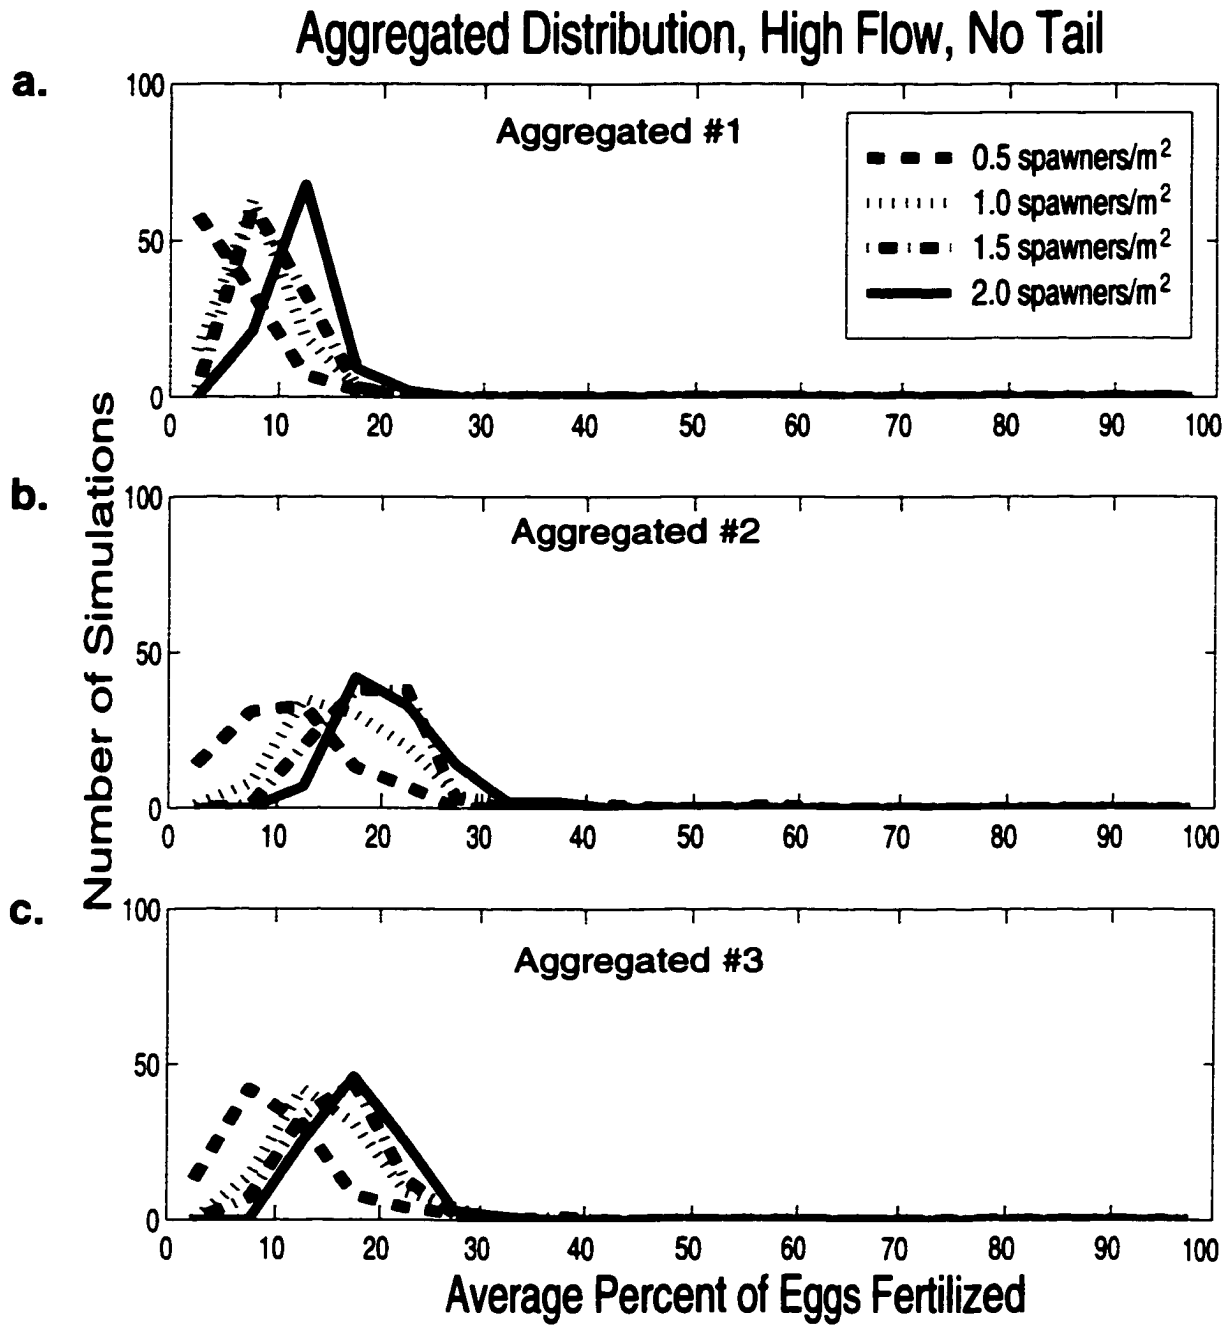 Aggregated Distribution, High Flow, No Tail
a.
100
50
0
Aggregated #1
0.5 spawners/m²
1.0 spawners/m²
1.5 spawners/m²
2.0 spawners/m²
0 10 20 30 40 50 60 70 80 90 100
Number of Simulations
b.
100
50
0
Aggregated #2
0 10 20 30 40 50 60 70 80 90 100
c.
100
50
0
Aggregated #3
0 10 20 30 40 50 60 70 80 90 100
Average Percent of Eggs Fertilized